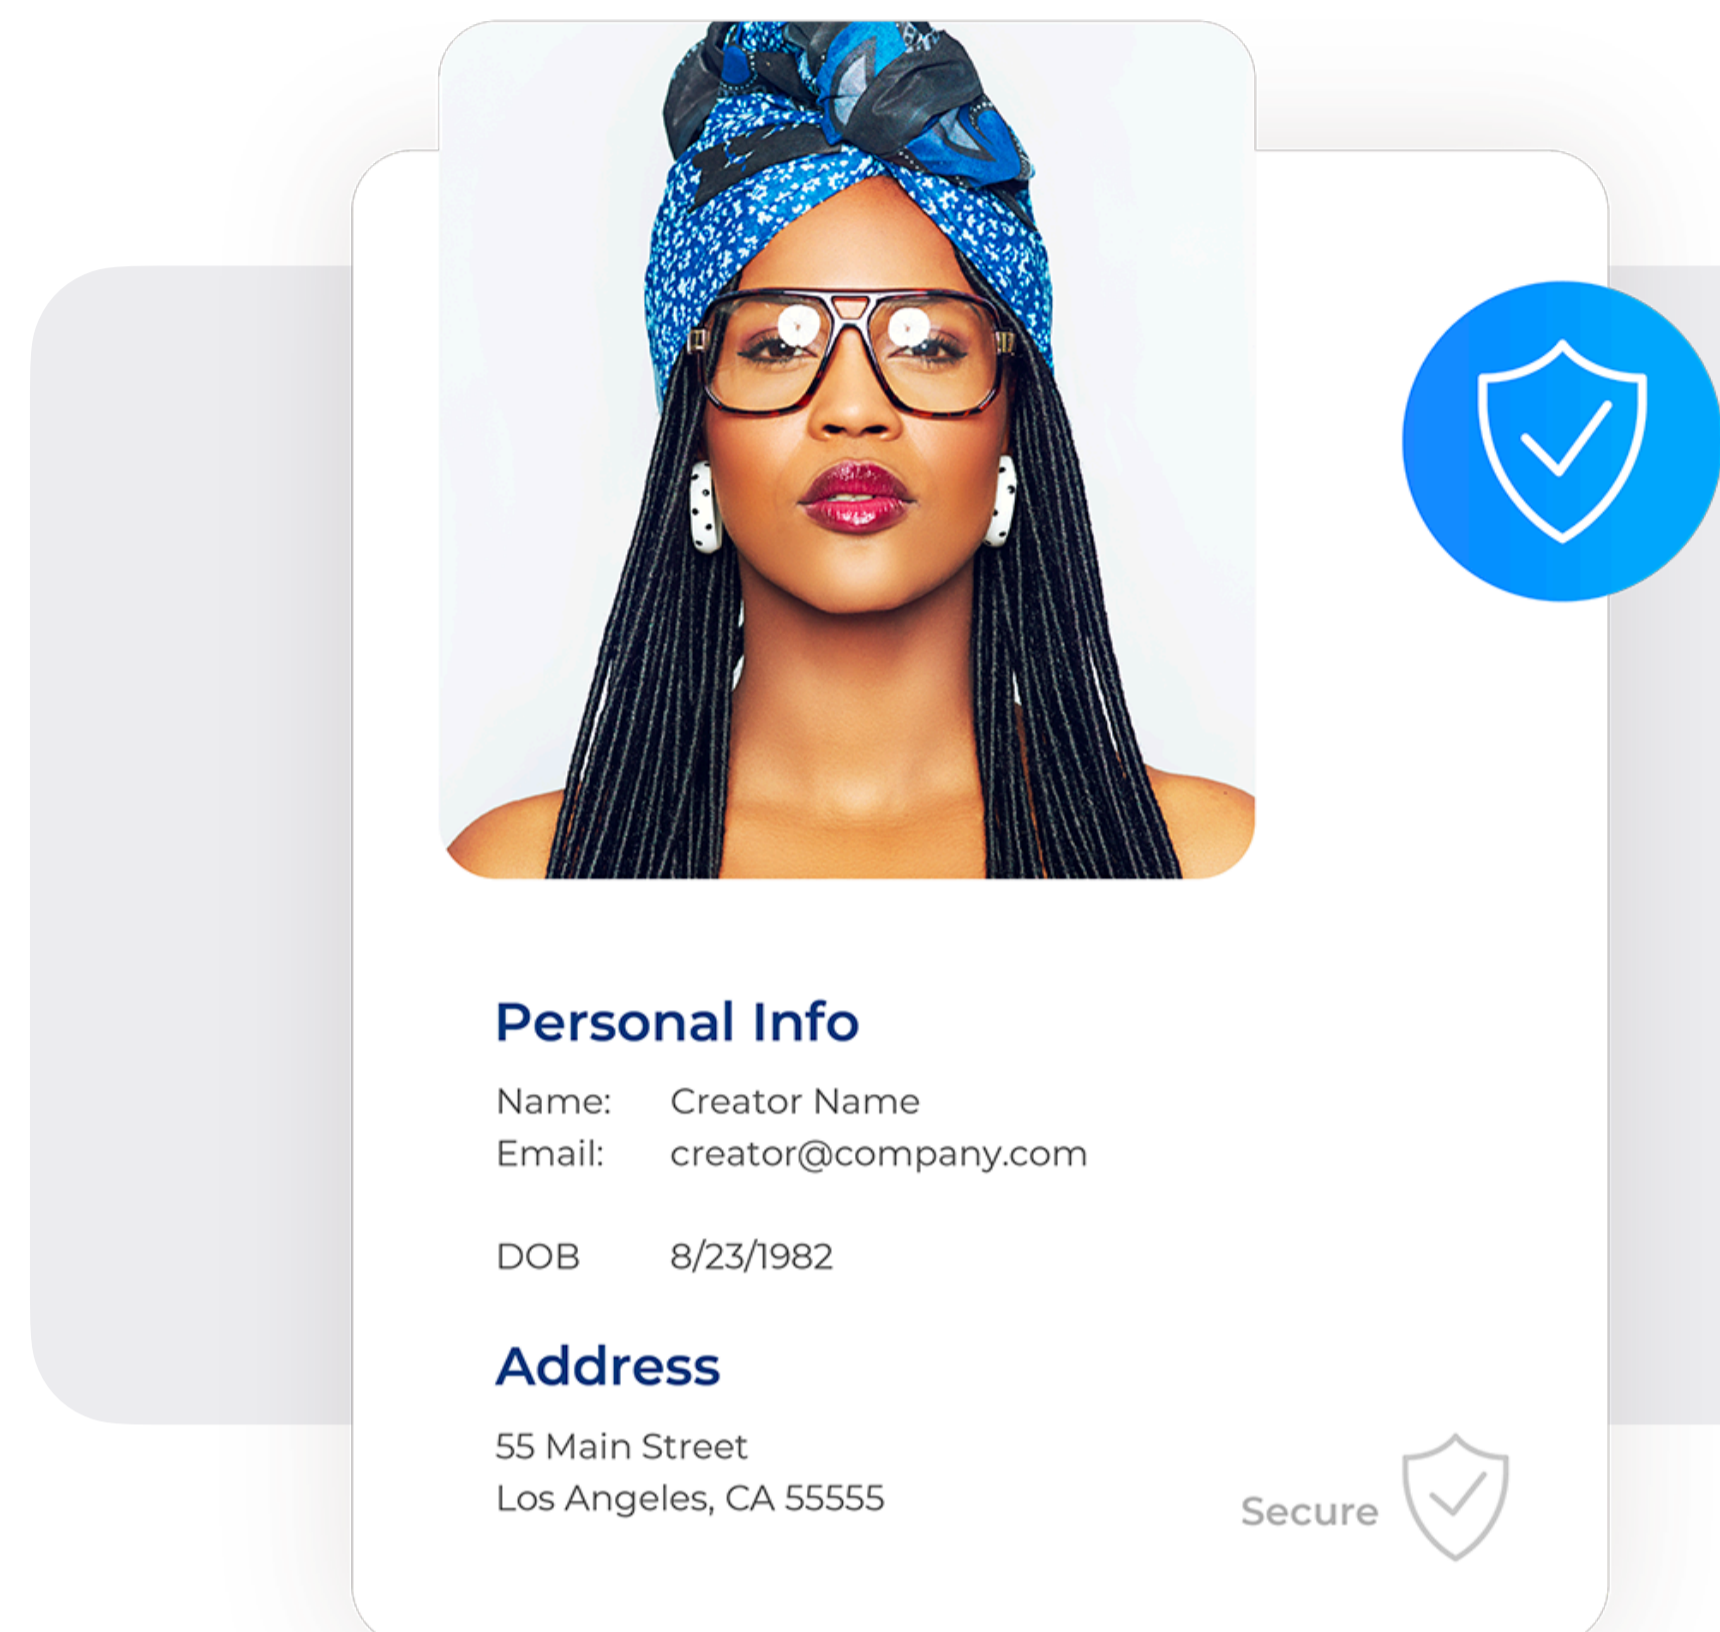 Personal Info
Name: Creator Name
Email: creator@company.com
DOB 8/23/1982
Address
55 Main Street
Los Angeles, CA 55555
Secure